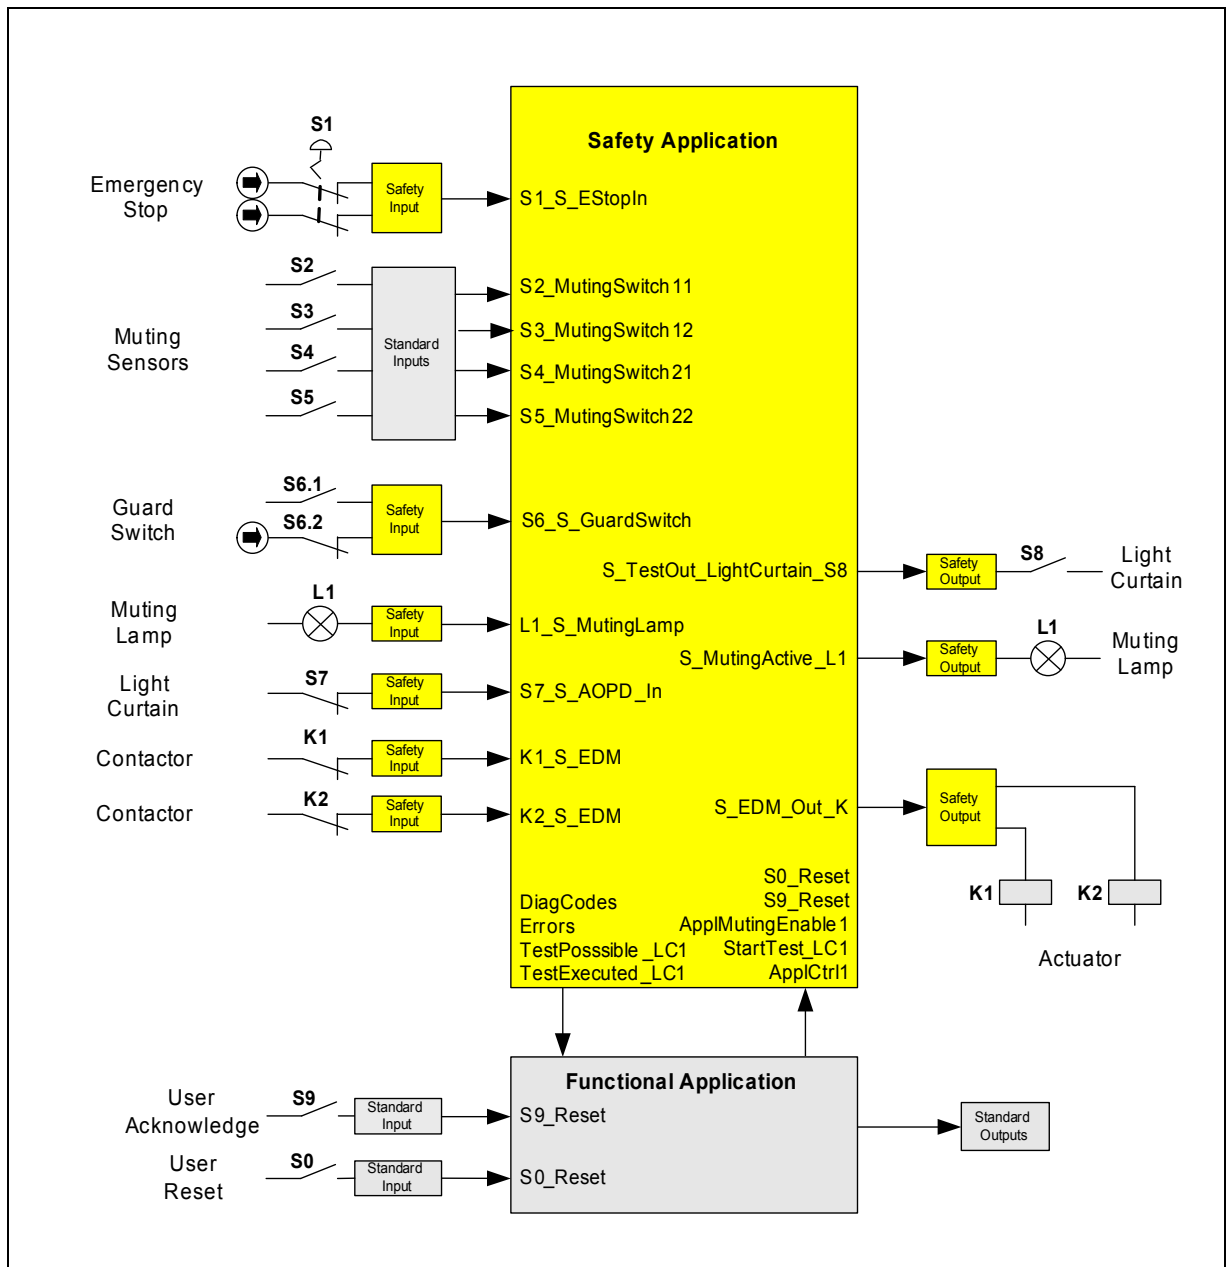 Safety Application
S1
Emergency
Stop
Safety
Input
S1_S_EStopIn
S2
S3
S4
S5
Muting
Sensors
Standard
Inputs
S2_MutingSwitch11
S3_MutingSwitch12
S4_MutingSwitch21
S5_MutingSwitch22
S6.1
S6.2
Guard
Switch
Safety
Input
S6_S_GuardSwitch
S_TestOut_LightCurtain_S8
Safety
Output
S8
Light
Curtain
L1
Muting
Lamp
Safety
Input
L1_S_MutingLamp
S_MutingActive_L1
Safety
Output
L1
Muting
Lamp
S7
Light
Curtain
Safety
Input
S7_S_AOPD_In
K1
Contactor
Safety
Input
K1_S_EDM
K2
Contactor
Safety
Input
K2_S_EDM
S_EDM_Out_K
Safety
Output
K1
K2
Actuator
DiagCodes
Errors
TestPosssible_LC1
TestExecuted_LC1
S0_Reset
S9_Reset
ApplMutingEnable1
StartTest_LC1
ApplCtrl1
Functional Application
User
Acknowledge
S9
Standard
Input
S9_Reset
User
Reset
S0
Standard
Input
S0_Reset
Standard
Outputs